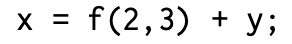 x = f(2,3) + y;